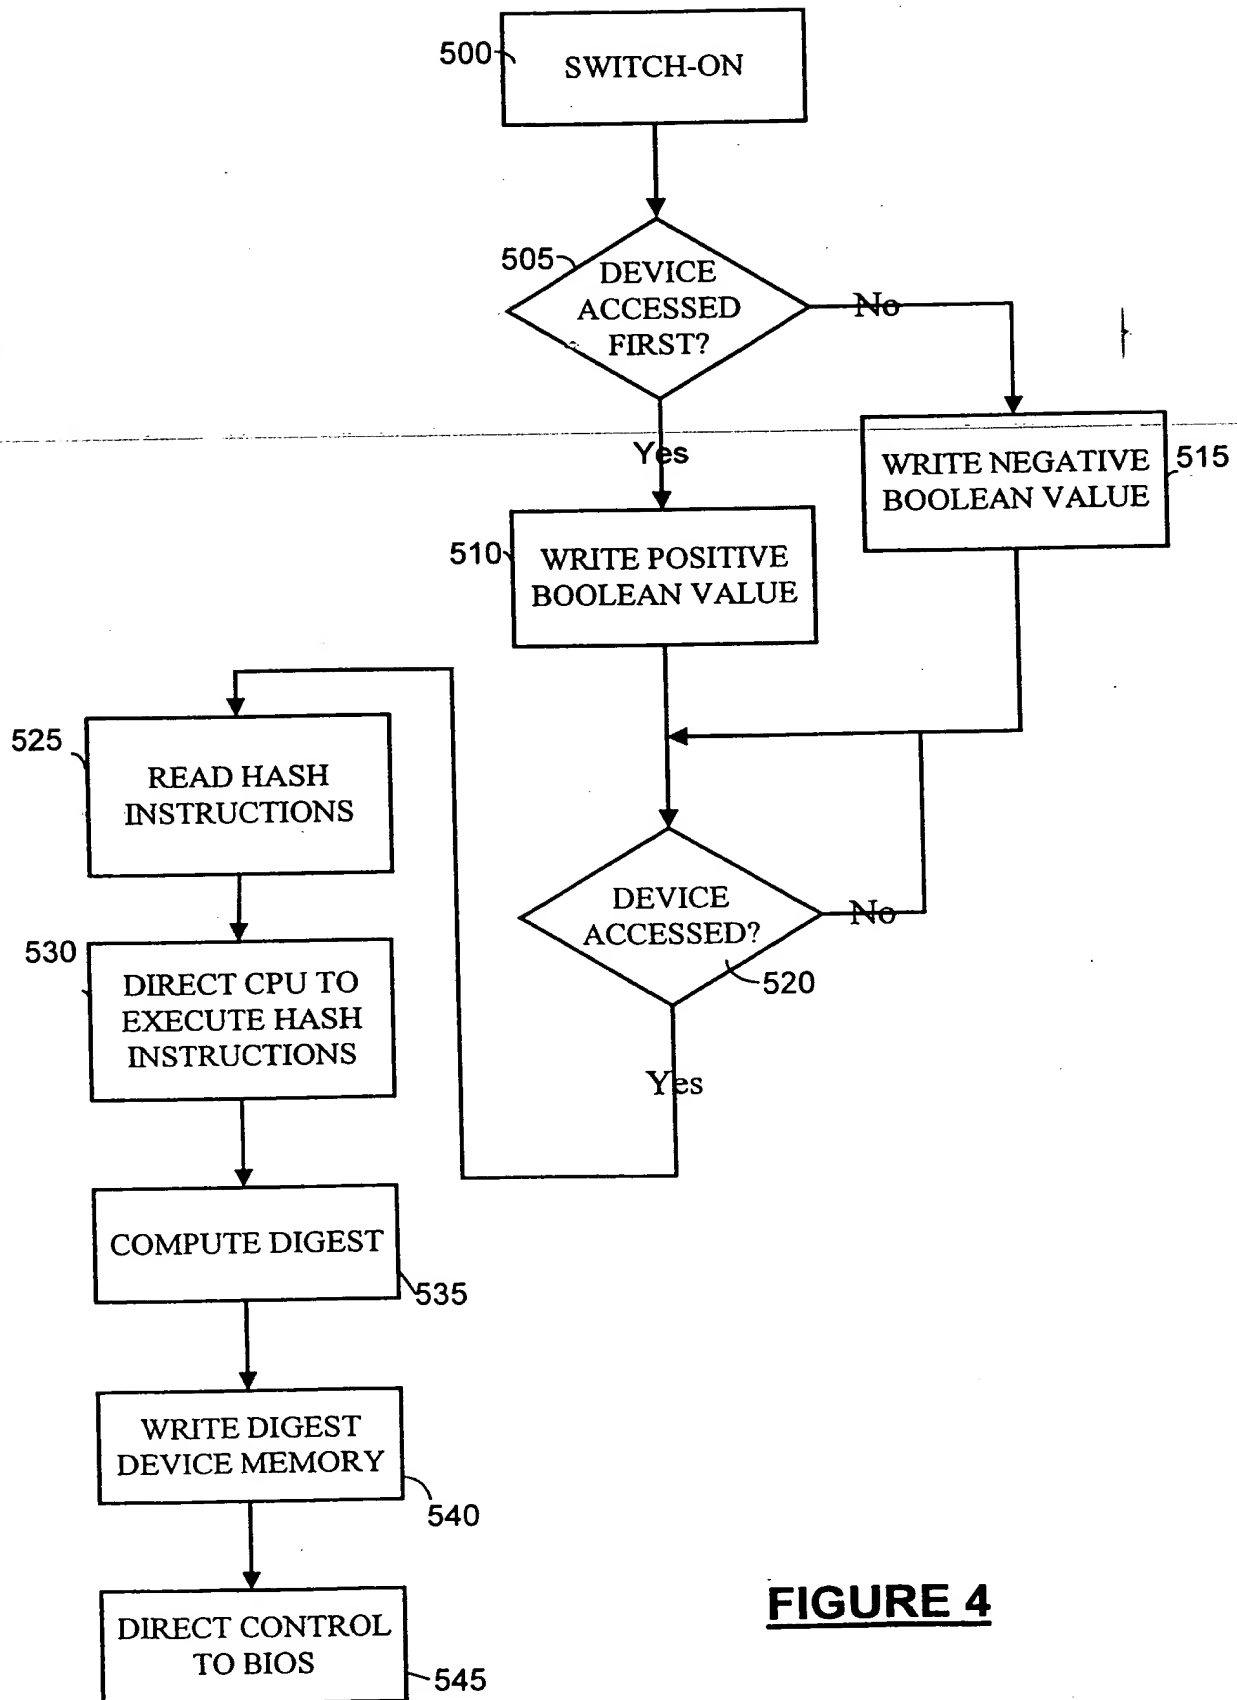 500
SWITCH-ON
505
DEVICE
ACCESSED
FIRST?
No
Yes
WRITE NEGATIVE
BOOLEAN VALUE
515
510
WRITE POSITIVE
BOOLEAN VALUE
525
READ HASH
INSTRUCTIONS
DEVICE
ACCESSED?
No
520
530
DIRECT CPU TO
EXECUTE HASH
INSTRUCTIONS
Yes
COMPUTE DIGEST
535
WRITE DIGEST
DEVICE MEMORY
540
DIRECT CONTROL
TO BIOS
545
FIGURE 4